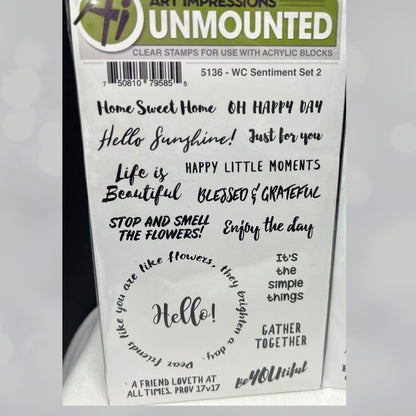 ART IMPRESSIONS
UNMOUNTED
CLEAR STAMPS FOR USE WITH ACRYLIC BLOCKS
7 50810 79585 5
5136 - WC Sentiment Set 2
Home Sweet Home OH HAPPY DAY
Hello Sunshine! Just for you
Life is
Beautiful
HAPPY LITTLE MOMENTS
BLESSED & GRATEFUL
STOP AND SMELL
THE FLOWERS!
Enjoy the day
Dear friends like you are like flowers, they brighten a day.
Hello!
It's
the
simple
things
GATHER
TOGETHER
A FRIEND LOVETH AT
ALL TIMES. PROV 17v17
BeYOUtiful